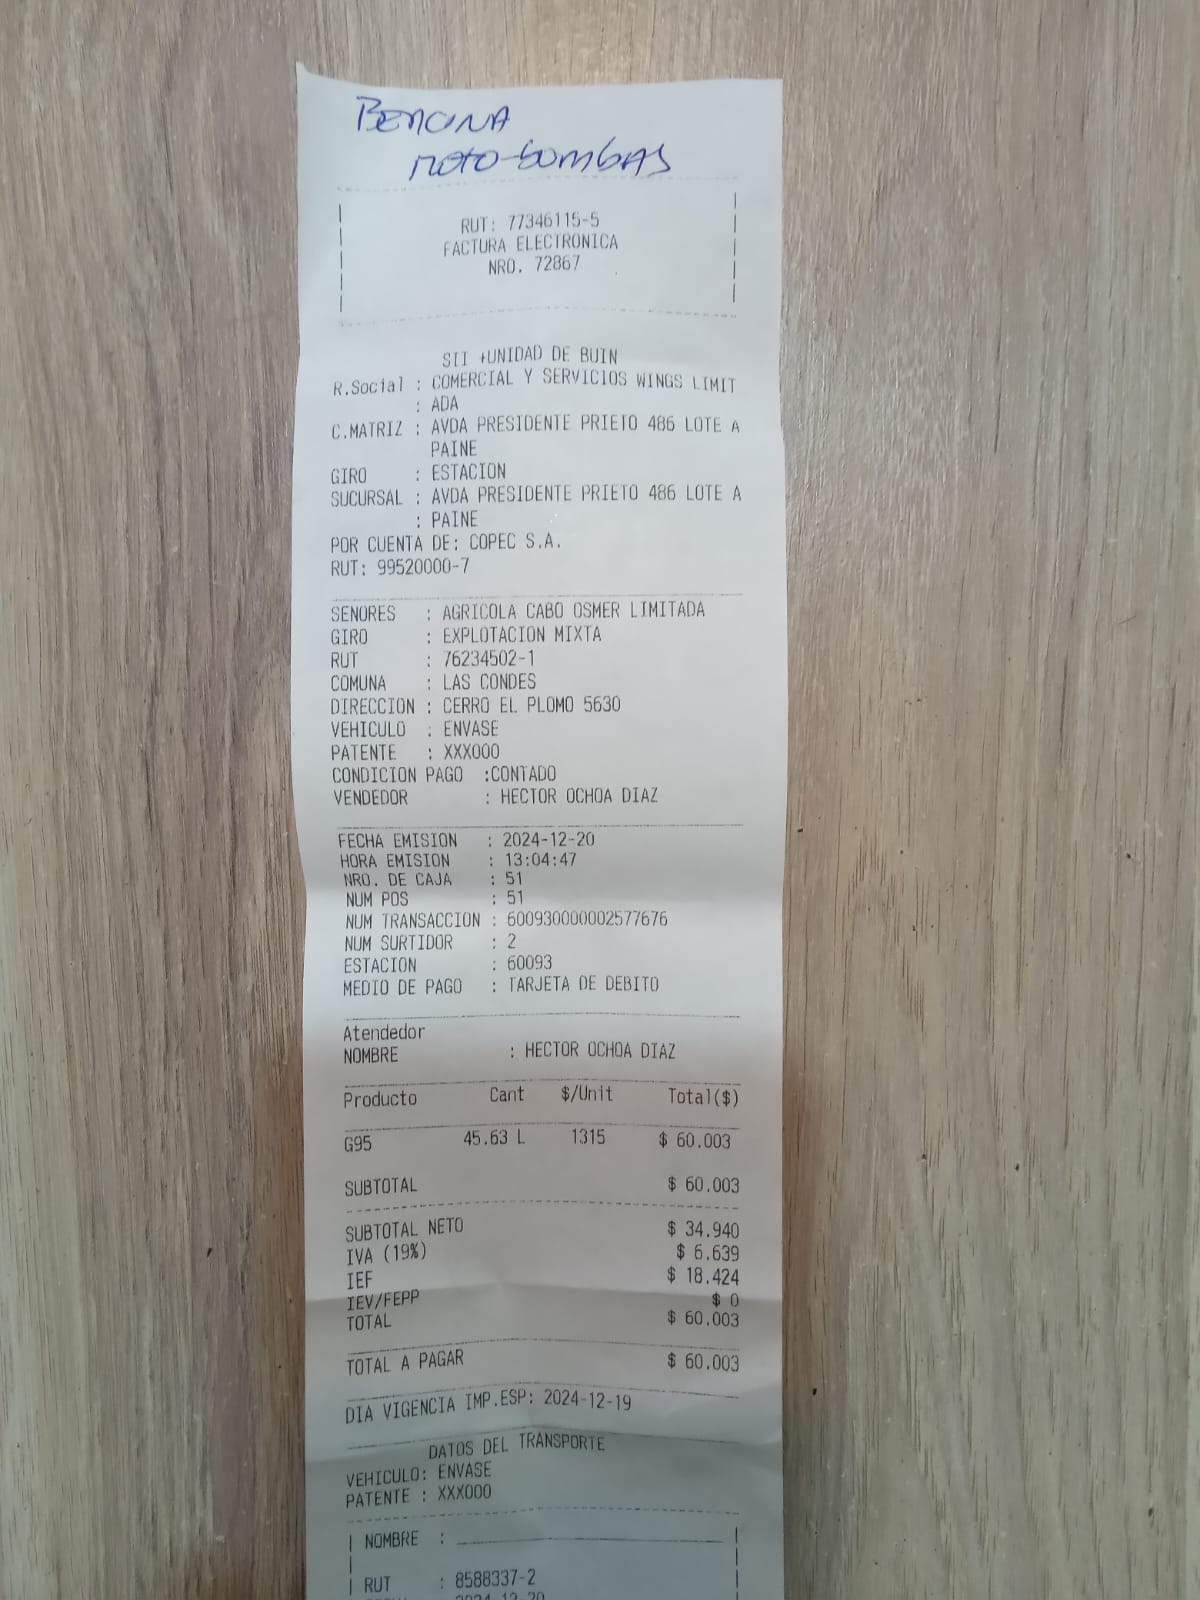 BENCINA
MOTO-BOMBAS
RUT: 77346115-5
FACTURA ELECTRONICA
NRO. 72867
SII +UNIDAD DE BUIN
R.Social : COMERCIAL Y SERVICIOS WINGS LIMIT
: ADA
C.MATRIZ : AVDA PRESIDENTE PRIETO 486 LOTE A
PAINE
GIRO : ESTACION
SUCURSAL : AVDA PRESIDENTE PRIETO 486 LOTE A
: PAINE
POR CUENTA DE: COPEC S.A.
RUT: 99520000-7
SENORES : AGRICOLA CABO OSMER LIMITADA
GIRO : EXPLOTACION MIXTA
RUT : 76234502-1
COMUNA : LAS CONDES
DIRECCION : CERRO EL PLOMO 5630
VEHICULO : ENVASE
PATENTE : XXX000
CONDICION PAGO :CONTADO
VENDEDOR : HECTOR OCHOA DIAZ
FECHA EMISION : 2024-12-20
HORA EMISION : 13:04:47
NRO. DE CAJA : 51
NUM POS : 51
NUM TRANSACCION : 600930000002577676
NUM SURTIDOR : 2
ESTACION : 60093
MEDIO DE PAGO : TARJETA DE DEBITO
Atendedor
NOMBRE : HECTOR OCHOA DIAZ
Producto Cant $/Unit Total($)
G95 45.63 L 1315 $ 60.003
SUBTOTAL $ 60.003
SUBTOTAL NETO $ 34.940
IVA (19%) $ 6.639
IEF $ 18.424
IEV/FEPP $ 0
TOTAL $ 60.003
TOTAL A PAGAR $ 60.003
DIA VIGENCIA IMP.ESP: 2024-12-19
DATOS DEL TRANSPORTE
VEHICULO: ENVASE
PATENTE : XXX000
NOMBRE :
RUT : 8588337-2
2024-12-20